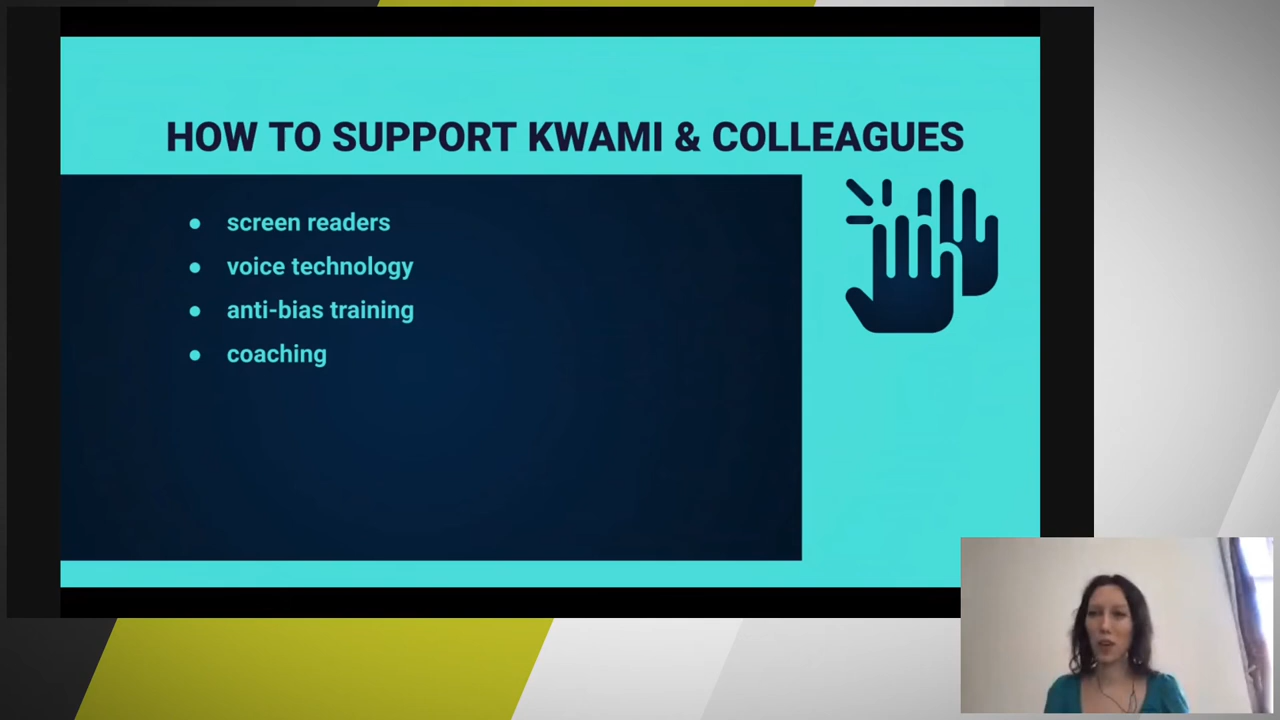 HOW TO SUPPORT KWAMI & COLLEAGUES
● screen readers
● voice technology
● anti-bias training
● coaching